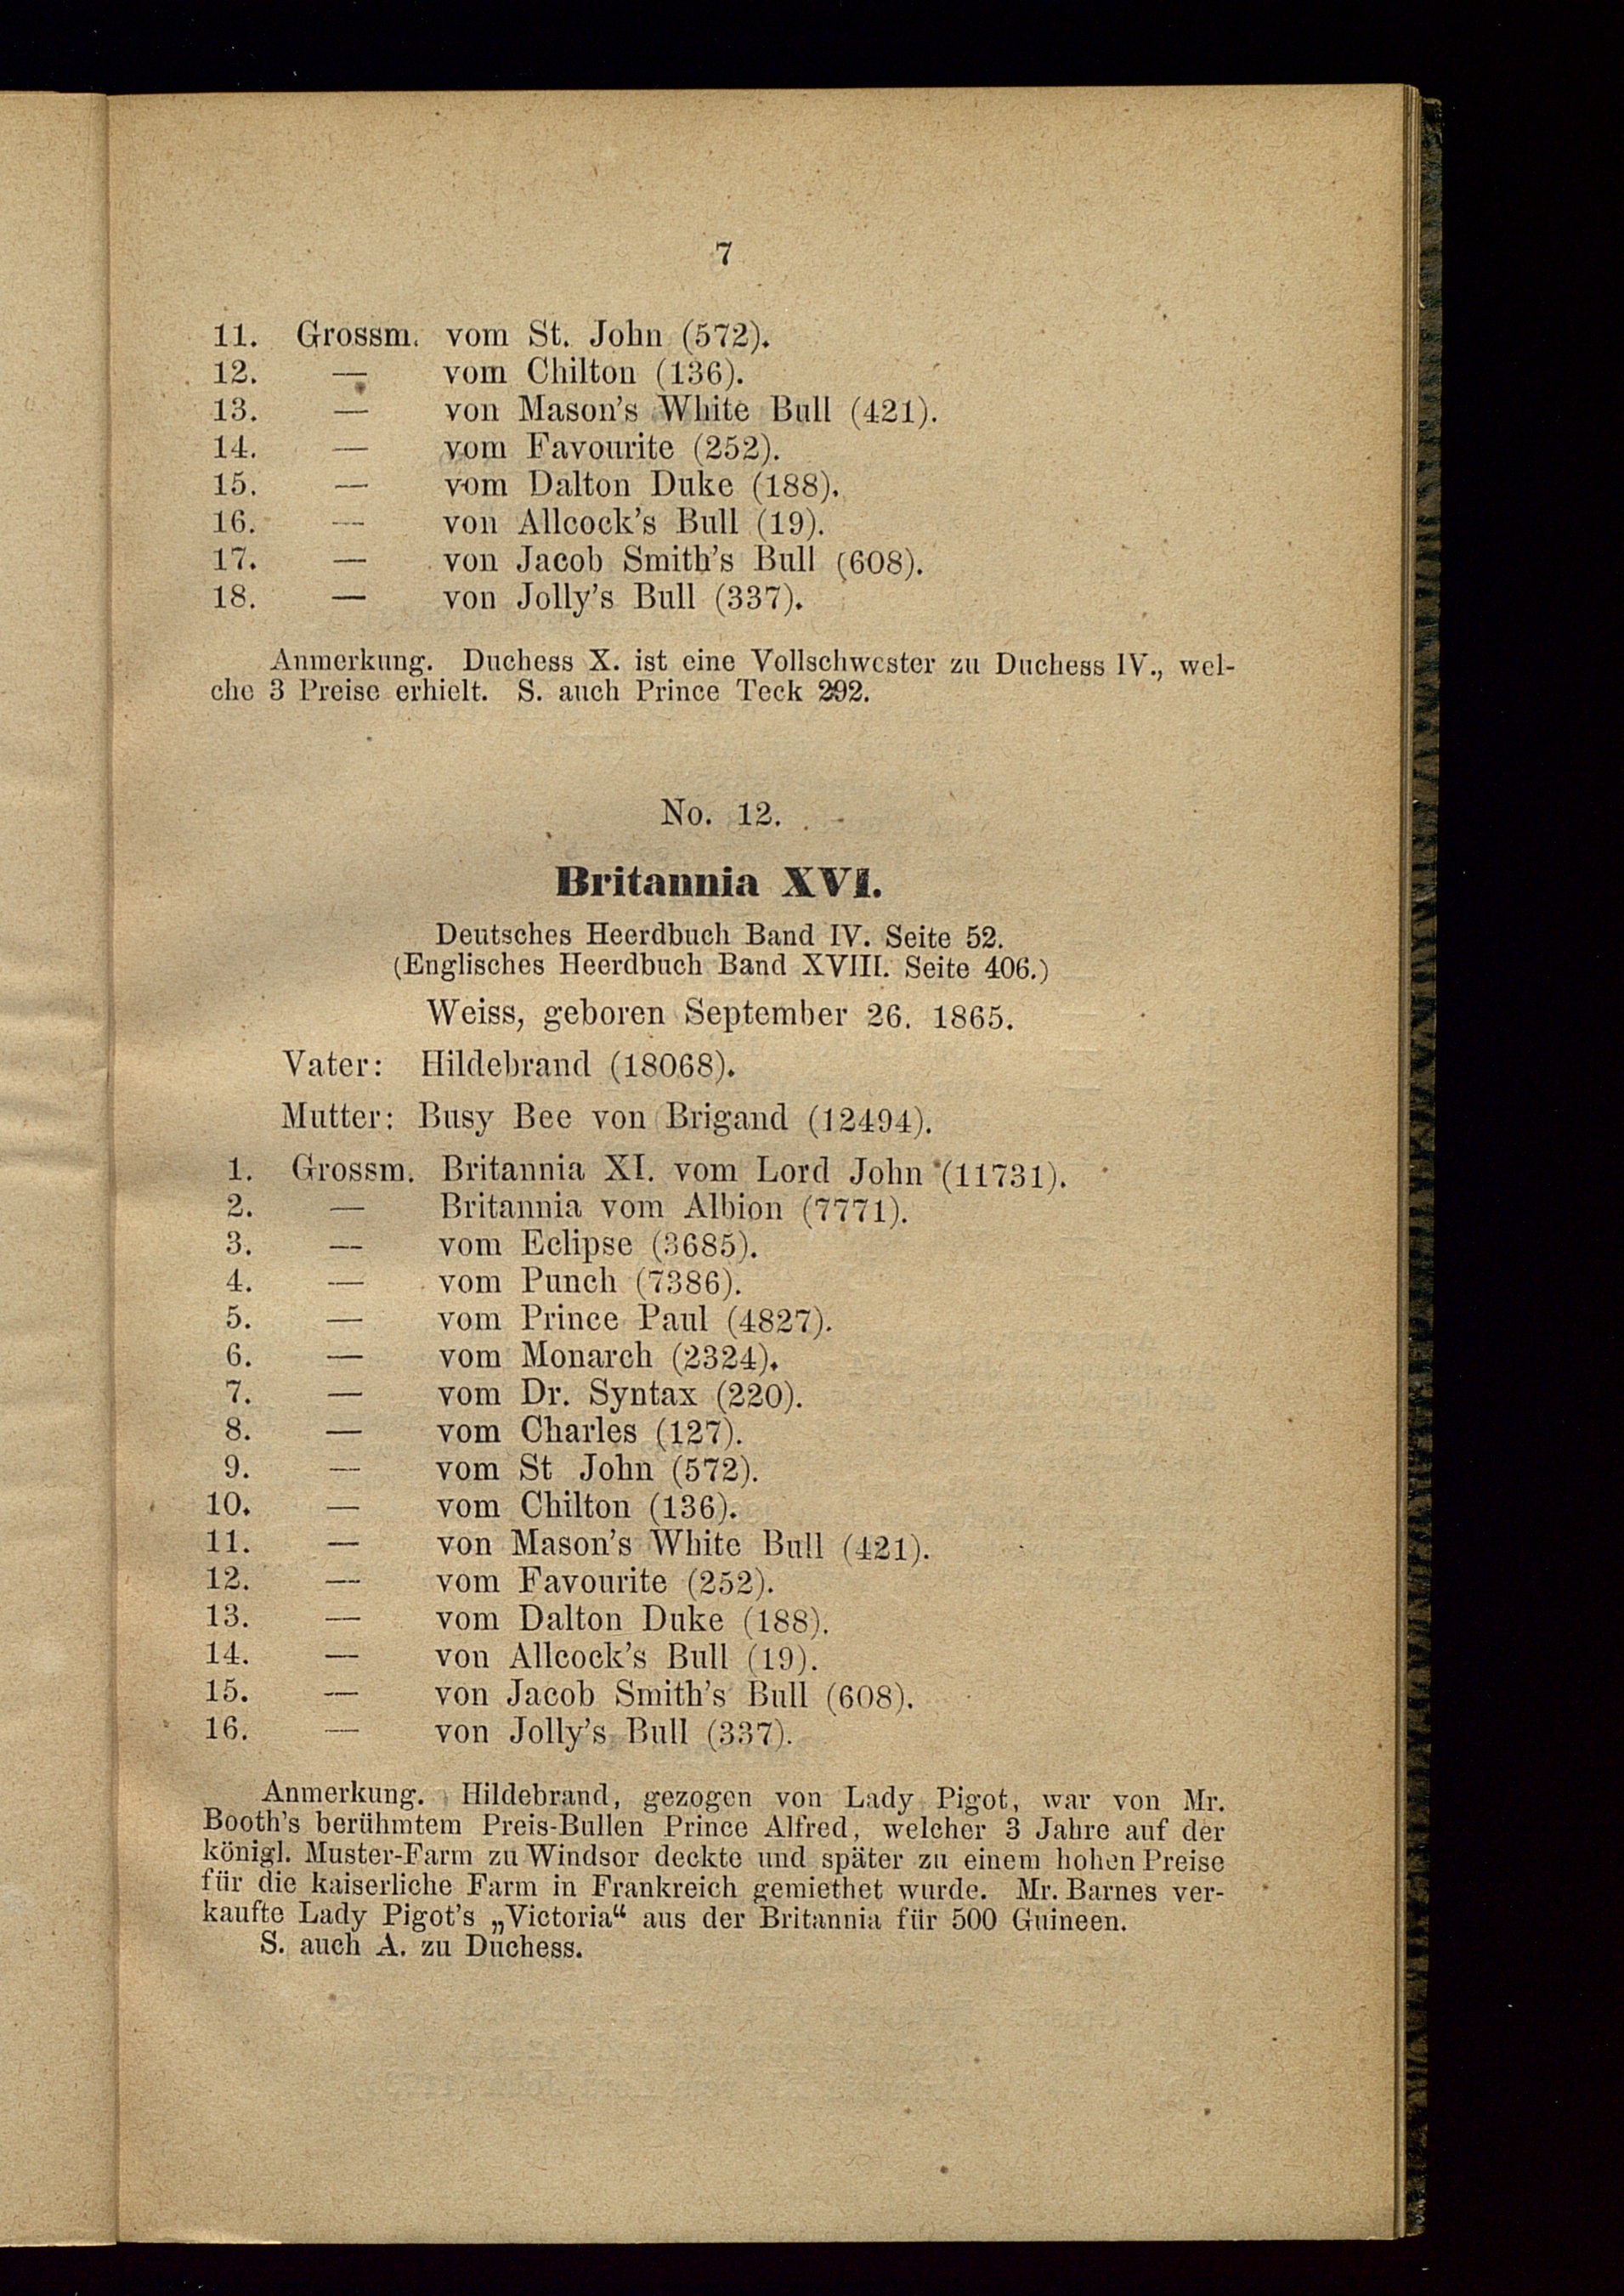 7
11. Grossm. vom St. John (572).
12. — vom Chilton (136).
13. — von Mason's White Bull (421).
14. — vom Favourite (252).
15. — vom Dalton Duke (188).
16. — von Allcock's Bull (19).
17. — von Jacob Smith's Bull (608).
18. — von Jolly's Bull (337).
Anmerkung. Duchess X. ist eine Vollschwester zu Duchess IV., wel-
che 3 Preise erhielt. S. auch Prince Teck 292.
No. 12.
Britannia XVI.
Deutsches Heerdbuch Band IV. Seite 52.
(Englisches Heerdbuch Band XVIII. Seite 406.)
Weiss, geboren September 26. 1865.
Vater: Hildebrand (18068).
Mutter: Busy Bee von Brigand (12494).
1. Grossm. Britannia XI. vom Lord John (11731).
2. — Britannia vom Albion (7771).
3. — vom Eclipse (3685).
4. — vom Punch (7386).
5. — vom Prince Paul (4827).
6. — vom Monarch (2324).
7. — vom Dr. Syntax (220).
8. — vom Charles (127).
9. — vom St John (572).
10. — vom Chilton (136).
11. — von Mason's White Bull (421).
12. — vom Favourite (252).
13. — vom Dalton Duke (188).
14. — von Allcock's Bull (19).
15. — von Jacob Smith's Bull (608).
16. — von Jolly's Bull (337).
Anmerkung. Hildebrand, gezogen von Lady Pigot, war von Mr.
Booth's berühmtem Preis-Bullen Prince Alfred, welcher 3 Jahre auf der
königl. Muster-Farm zu Windsor deckte und später zu einem hohen Preise
für die kaiserliche Farm in Frankreich gemiethet wurde. Mr. Barnes ver-
kaufte Lady Pigot's „Victoria“ aus der Britannia für 500 Guineen.
S. auch A. zu Duchess.